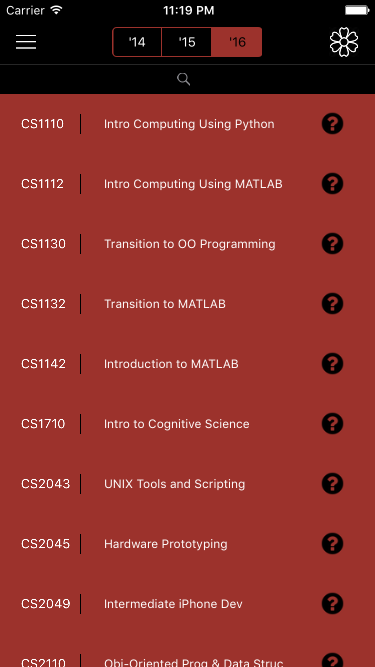 Carrier 11:19 PM
'14 '15 '16
CS1110 Intro Computing Using Python ?
CS1112 Intro Computing Using MATLAB ?
CS1130 Transition to OO Programming ?
CS1132 Transition to MATLAB ?
CS1142 Introduction to MATLAB ?
CS1710 Intro to Cognitive Science ?
CS2043 UNIX Tools and Scripting ?
CS2045 Hardware Prototyping ?
CS2049 Intermediate iPhone Dev ?
CS2110 Obj-Oriented Prog & Data Struc ?